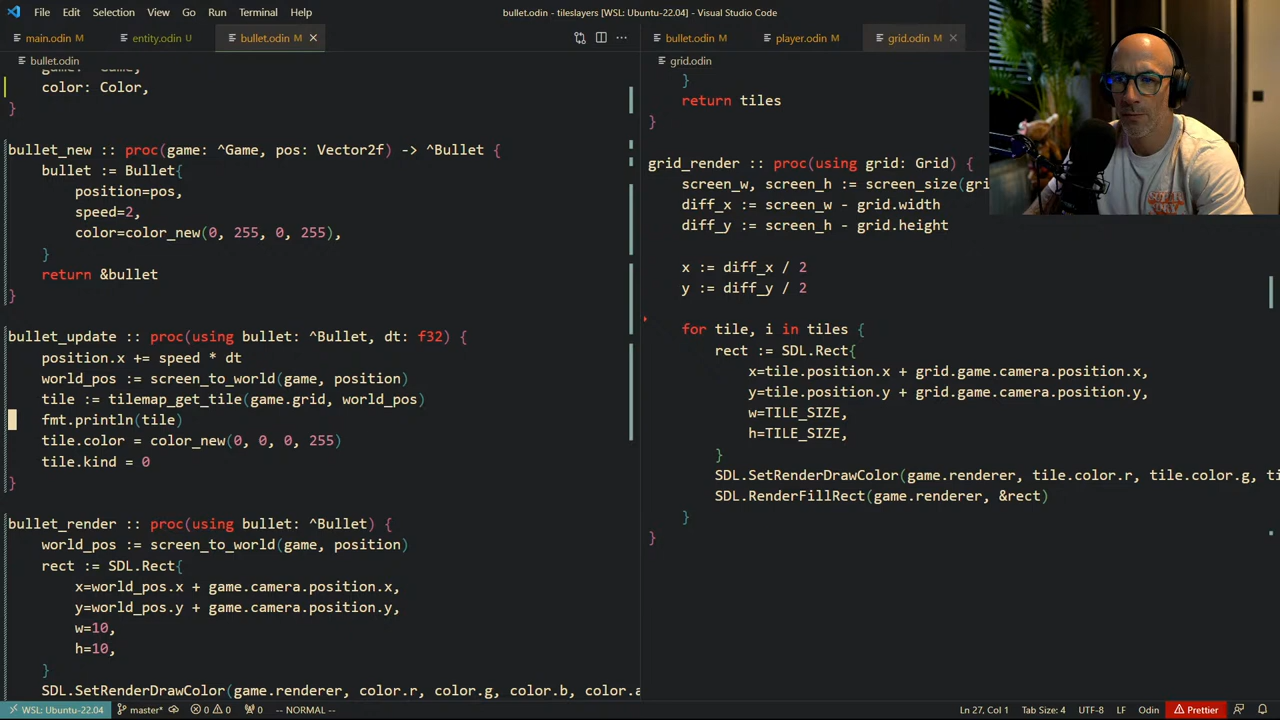 File Edit Selection View Go Run Terminal Help
bullet.odin - tileslayers [WSL: Ubuntu-22.04] - Visual Studio Code
main.odin M
entity.odin U
bullet.odin M
bullet.odin
color: Color,
}
bullet_new :: proc(game: ^Game, pos: Vector2f) -> ^Bullet {
bullet := Bullet{
position=pos,
speed=2,
color=color_new(0, 255, 0, 255),
}
return &bullet
}
bullet_update :: proc(using bullet: ^Bullet, dt: f32) {
position.x += speed * dt
world_pos := screen_to_world(game, position)
tile := tilemap_get_tile(game.grid, world_pos)
fmt.println(tile)
tile.color = color_new(0, 0, 0, 255)
tile.kind = 0
}
bullet_render :: proc(using bullet: ^Bullet) {
world_pos := screen_to_world(game, position)
rect := SDL.Rect{
x=world_pos.x + game.camera.position.x,
y=world_pos.y + game.camera.position.y,
w=10,
h=10,
}
SDL.SetRenderDrawColor(game.renderer, color.r, color.g, color.b, color.a
bullet.odin M
player.odin M
grid.odin M
grid.odin
}
return tiles
}
grid_render :: proc(using grid: Grid) {
screen_w, screen_h := screen_size(gri
diff_x := screen_w - grid.width
diff_y := screen_h - grid.height
x := diff_x / 2
y := diff_y / 2
for tile, i in tiles {
rect := SDL.Rect{
x=tile.position.x + grid.game.camera.position.x,
y=tile.position.y + grid.game.camera.position.y,
w=TILE_SIZE,
h=TILE_SIZE,
}
SDL.SetRenderDrawColor(game.renderer, tile.color.r, tile.color.g, ti
SDL.RenderFillRect(game.renderer, &rect)
}
}
WSL: Ubuntu-22.04 master* 0 0 0 -- NORMAL -- Ln 27, Col 1 Tab Size: 4 UTF-8 LF Odin Prettier